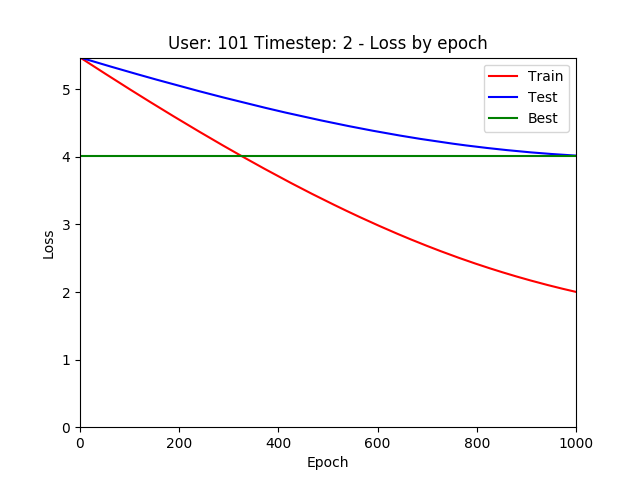 User: 101 Timestep: 2 - Loss by epoch
Train
Test
Best
5
4
3
2
1
0
Loss
0 200 400 600 800 1000
Epoch